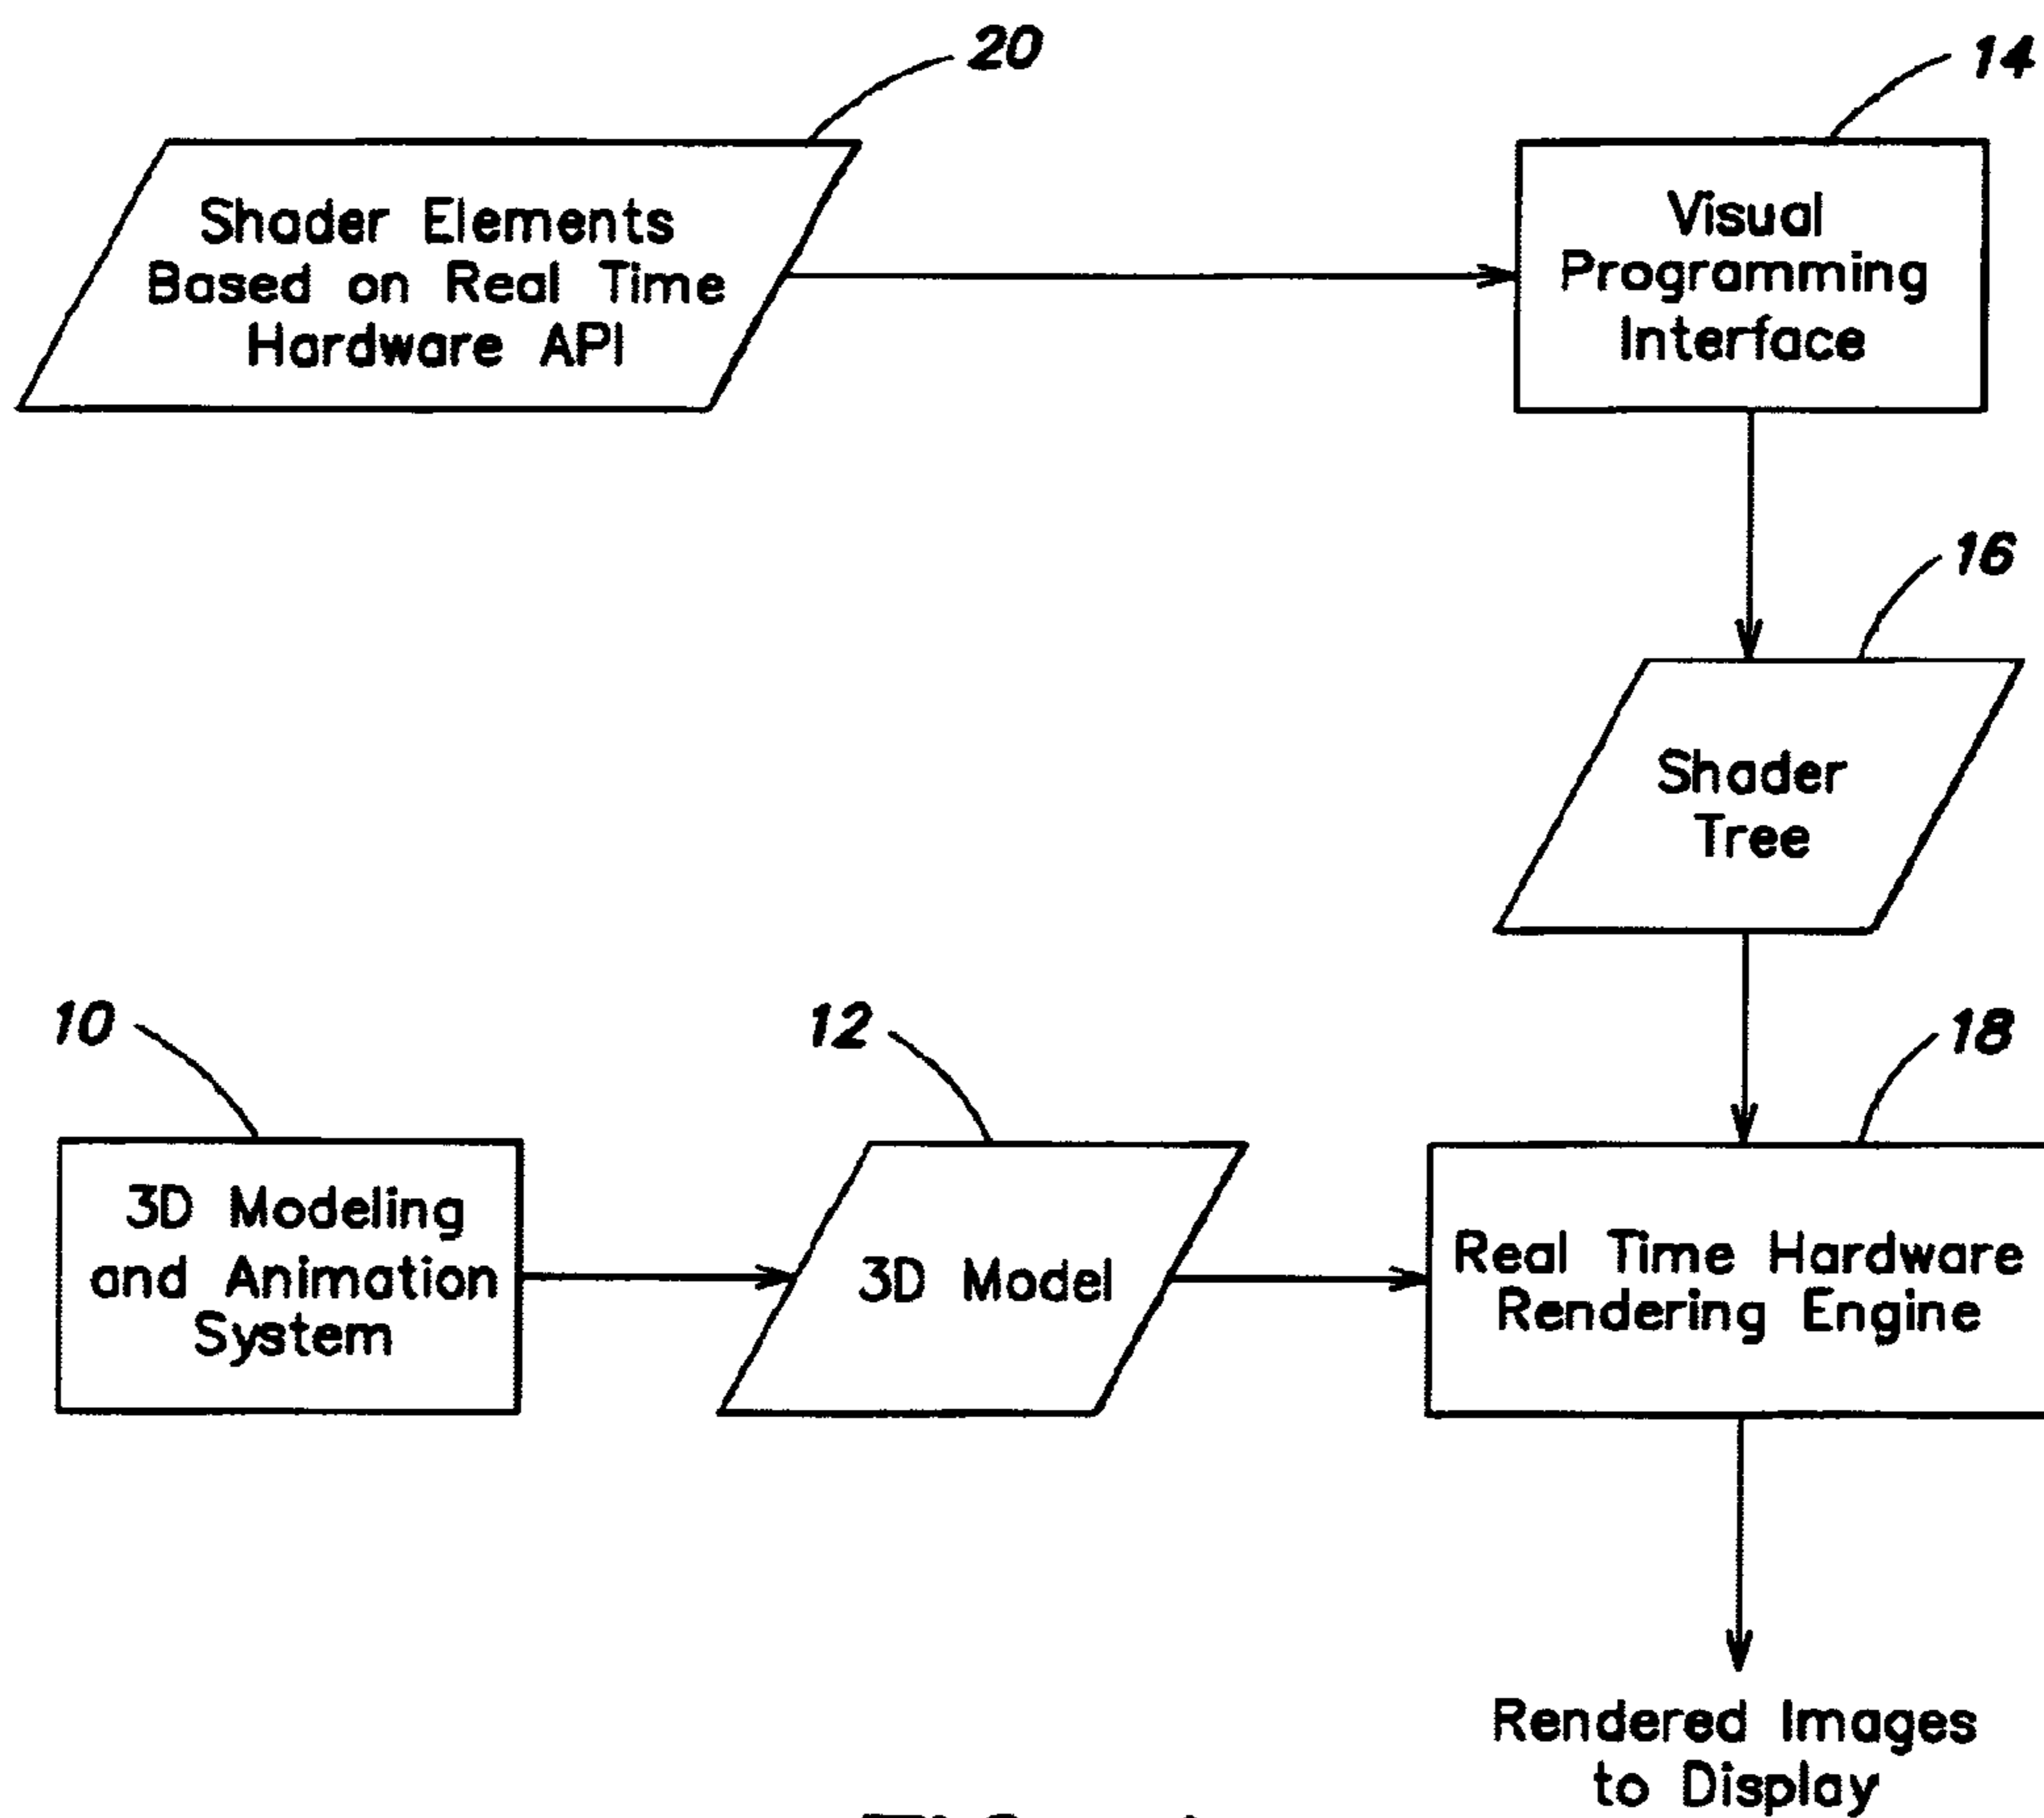 20
14
Shader Elements
Based on Real Time
Hardware API
Visual
Programming
Interface
16
Shader
Tree
10
12
18
3D Modeling
and Animation
System
3D Model
Real Time Hardware
Rendering Engine
Rendered Images
to Display